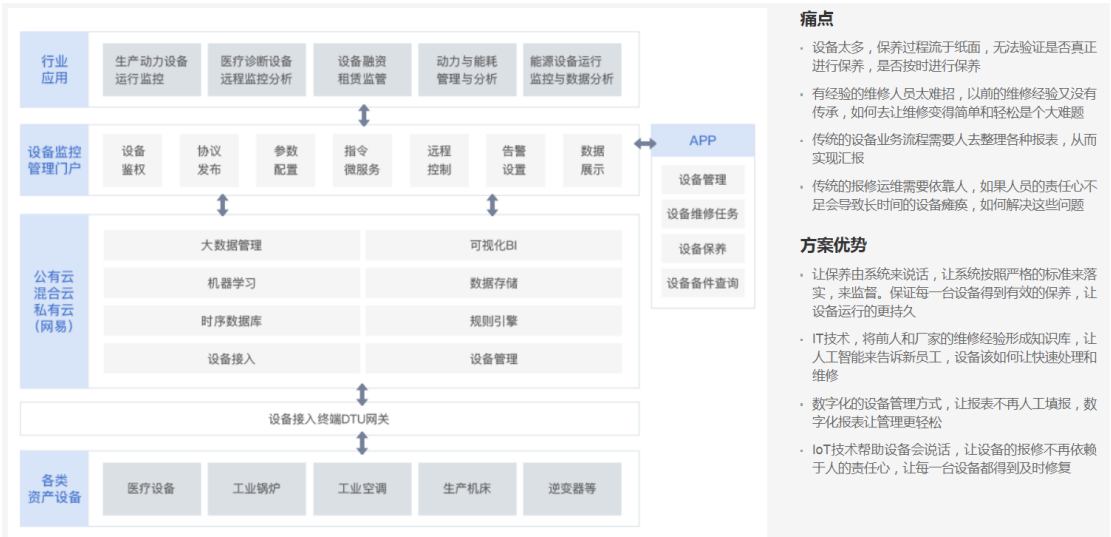 行业
应用
生产动力设备
运行监控
医疗诊断设备
远程监控分析
设备融资
租赁监管
动力与能耗
管理与分析
能源设备运行
监控与数据分析
设备监控
管理门户
设备
鉴权
协议
发布
参数
配置
指令
微服务
远程
控制
告警
设置
数据
展示
APP
设备管理
设备维修任务
设备保养
设备备件查询
公有云
混合云
私有云
（网易）
大数据管理
可视化BI
机器学习
数据存储
时序数据库
规则引擎
设备接入
设备管理
设备接入终端DTU网关
各类
资产设备
医疗设备
工业锅炉
工业空调
生产机床
逆变器等
痛点
· 设备太多，保养过程流于纸面，无法验证是否真正
进行保养，是否按时进行保养
· 有经验的维修人员太难招，以前的维修经验又没有
传承，如何去让维修变得简单和轻松是个大难题
· 传统的设备业务流程需要人去整理各种报表，从而
实现汇报
· 传统的报修运维需要依靠人，如果人员的责任心不
足会导致长时间的设备瘫痪，如何解决这些问题
方案优势
· 让保养由系统来说话，让系统按照严格的标准来落
实，来监督。保证每一台设备得到有效的保养，让
设备运行的更持久
· IT技术，将前人和厂家的维修经验形成知识库，让
人工智能来告诉新员工，设备该如何让快速处理和
维修
· 数字化的设备管理方式，让报表不再人工填报，数
字化报表让管理更轻松
· IoT技术帮助设备会说话，让设备的报修不再依赖
于人的责任心，让每一台设备都得到及时修复